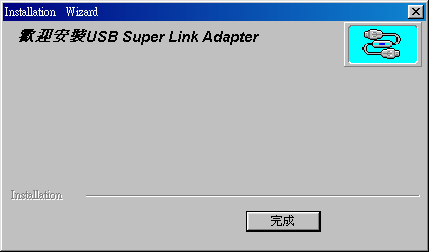 Installation Wizard
歡迎安裝USB Super Link Adapter
Installation
完成